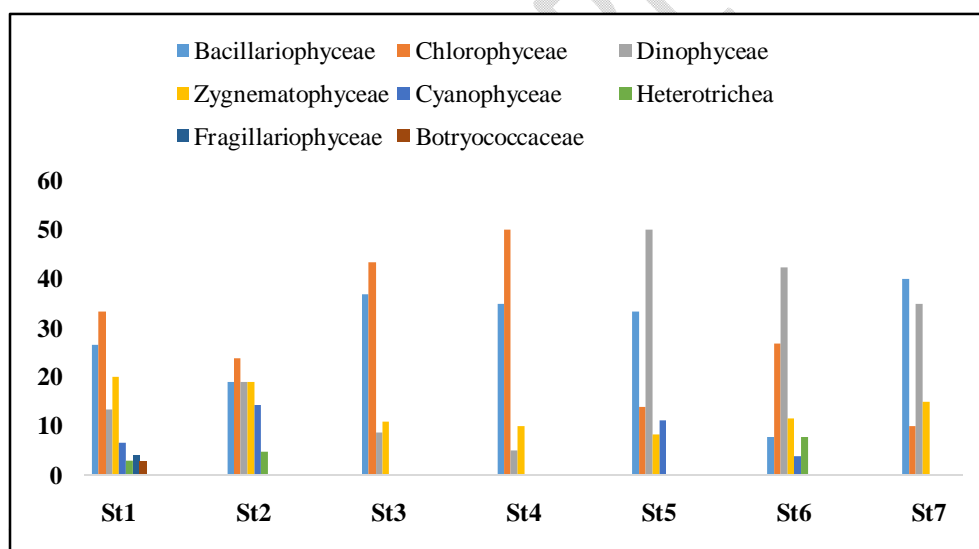 Bacillariophyceae Chlorophyceae Dinophyceae
Zygnematophyceae Cyanophyceae Heterotrichea
Fragillariophyceae Botryococcaceae
60
50
40
30
20
10
0
St1 St2 St3 St4 St5 St6 St7